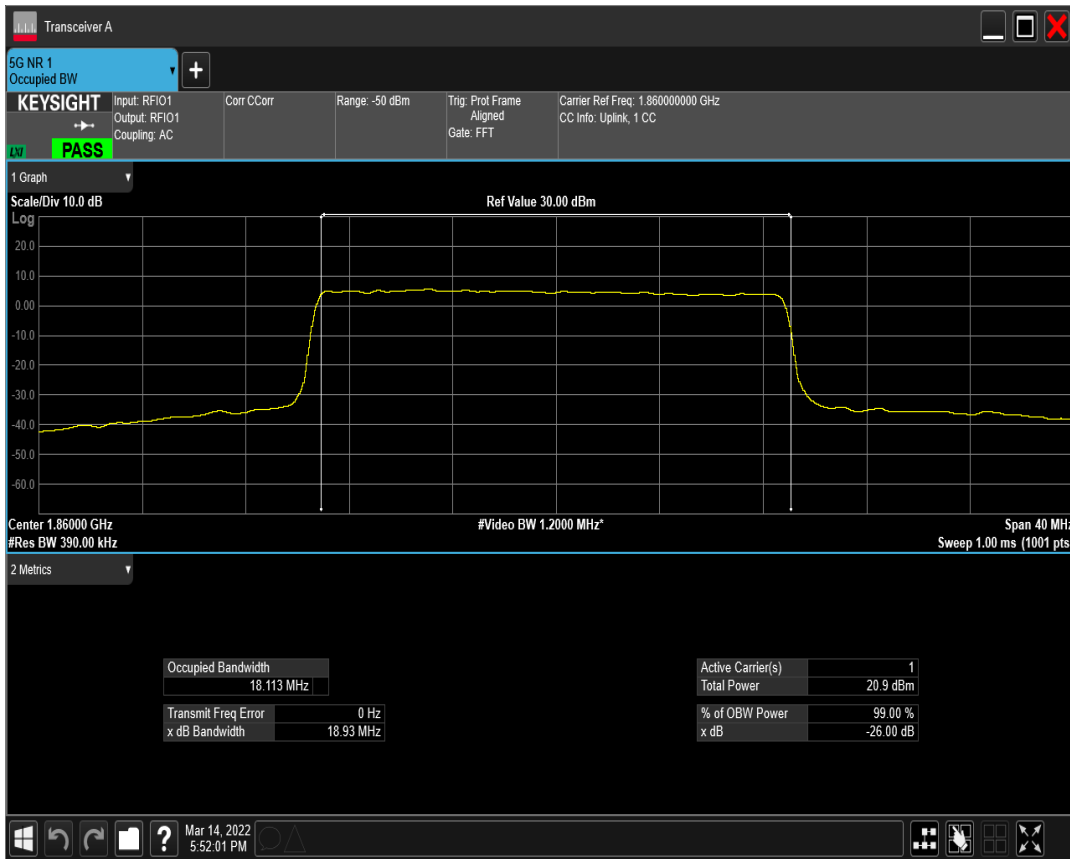 Transceiver A
5G NR 1
Occupied BW
KEYSIGHT
LXI
PASS
Input: RFIO1
Output: RFIO1
Coupling: AC
Corr CCorr
Range: -50 dBm
Trig: Prot Frame
Aligned
Gate: FFT
Carrier Ref Freq: 1.860000000 GHz
CC Info: Uplink, 1 CC
1 Graph
Scale/Div 10.0 dB
Ref Value 30.00 dBm
Log
20.0
10.0
0.00
-10.0
-20.0
-30.0
-40.0
-50.0
-60.0
Center 1.86000 GHz
#Video BW 1.2000 MHz*
Span 40 MHz
#Res BW 390.00 kHz
Sweep 1.00 ms (1001 pts
2 Metrics
Occupied Bandwidth
18.113 MHz
Transmit Freq Error 0 Hz
x dB Bandwidth 18.93 MHz
Active Carrier(s) 1
Total Power 20.9 dBm
% of OBW Power 99.00 %
x dB -26.00 dB
?
Mar 14, 2022
5:52:01 PM